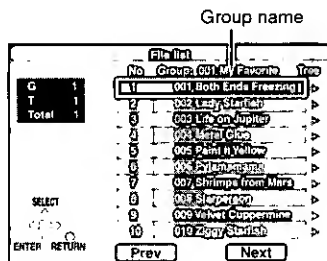 Group name
File list
No Group: 001.My Favorite Tree
G 1
T 1
Total 1
1 001.Both Ends Freezing
2 002.Lady Starfish
3 003.Life on Jupiter
4 004.Metal Glue
5 005.Paint it Yellow
6 006.
7 007.Shrimps from Mars
8 008.Starperson
9 009.Velvet Cuppermine
10 010.Ziggy Starfish
SELECT
ENTER RETURN
Prev Next